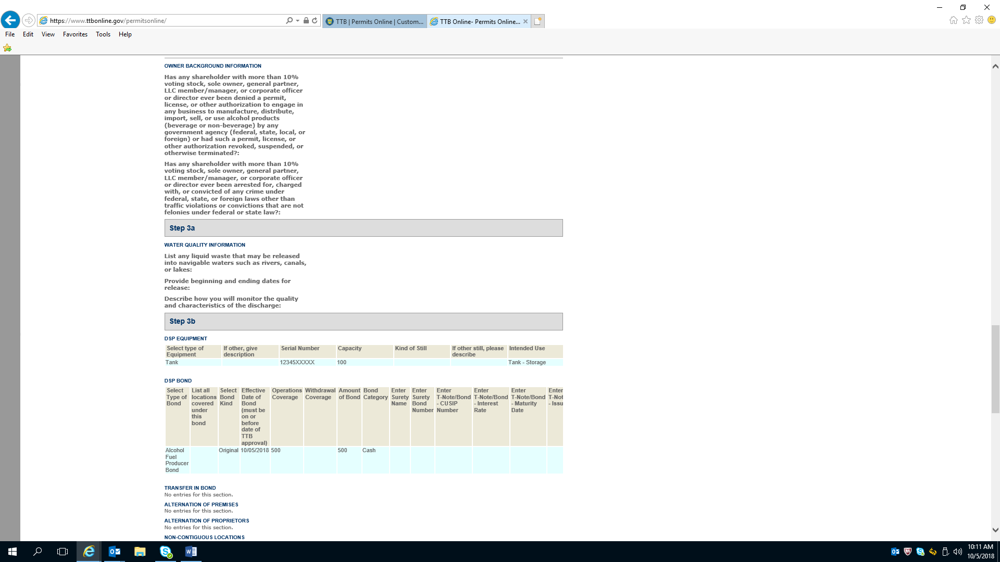 https://www.ttbonline.gov/permitsonline/
TTB | Permits Online | Custom...
TTB Online- Permits Online...
File Edit View Favorites Tools Help
OWNER BACKGROUND INFORMATION
Has any shareholder with more than 10%
voting stock, sole owner, general partner,
LLC member/manager, or corporate officer
or director ever been denied a permit,
license, or other authorization to engage in
any business to manufacture, distribute,
import, sell, or use alcohol products
(beverage or non-beverage) by any
government agency (federal, state, local, or
foreign) or had such a permit, license, or
other authorization revoked, suspended, or
otherwise terminated?:
Has any shareholder with more than 10%
voting stock, sole owner, general partner,
LLC member/manager, or corporate officer
or director ever been arrested for, charged
with, or convicted of any crime under
federal, state, or foreign laws other than
traffic violations or convictions that are not
felonies under federal or state law?:
Step 3a
WATER QUALITY INFORMATION
List any liquid waste that may be released
into navigable waters such as rivers, canals,
or lakes:
Provide beginning and ending dates for
release:
Describe how you will monitor the quality
and characteristics of the discharge:
Step 3b
DSP EQUIPMENT
Select type of If other, give Serial Number Capacity Kind of Still If other still, please Intended Use
Equipment description describe
Tank 12345XXXXX 100 Tank - Storage
DSP BOND
Select List all Select Effective Operations Withdrawal Amount Bond Enter Enter Enter Enter Enter Enter
Type of locations Bond Date of Coverage Coverage of Bond Category Surety Surety T-Note/Bond T-Note/Bond T-Note/Bond T-Not
Bond covered Kind Bond Name Bond - CUSIP - Interest - Maturity - Issu
under (must be Number Number Rate Date
this on or
bond before
date of
TTB
approval)
Alcohol Original 10/05/2018 500 500 Cash
Fuel
Producer
Bond
TRANSFER IN BOND
No entries for this section.
ALTERNATION OF PREMISES
No entries for this section.
ALTERNATION OF PROPRIETORS
No entries for this section.
NON-CONTIGUOUS LOCATIONS
10:11 AM
10/5/2018